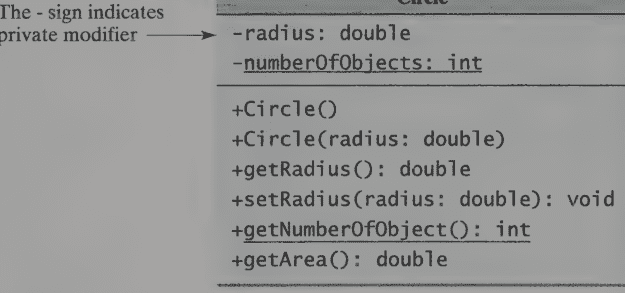 The - sign indicates
private modifier
Circle
-radius: double
-numberOfObjects: int
+Circle()
+Circle(radius: double)
+getRadius(): double
+setRadius(radius: double): void
+getNumberOfObject(): int
+getArea(): double